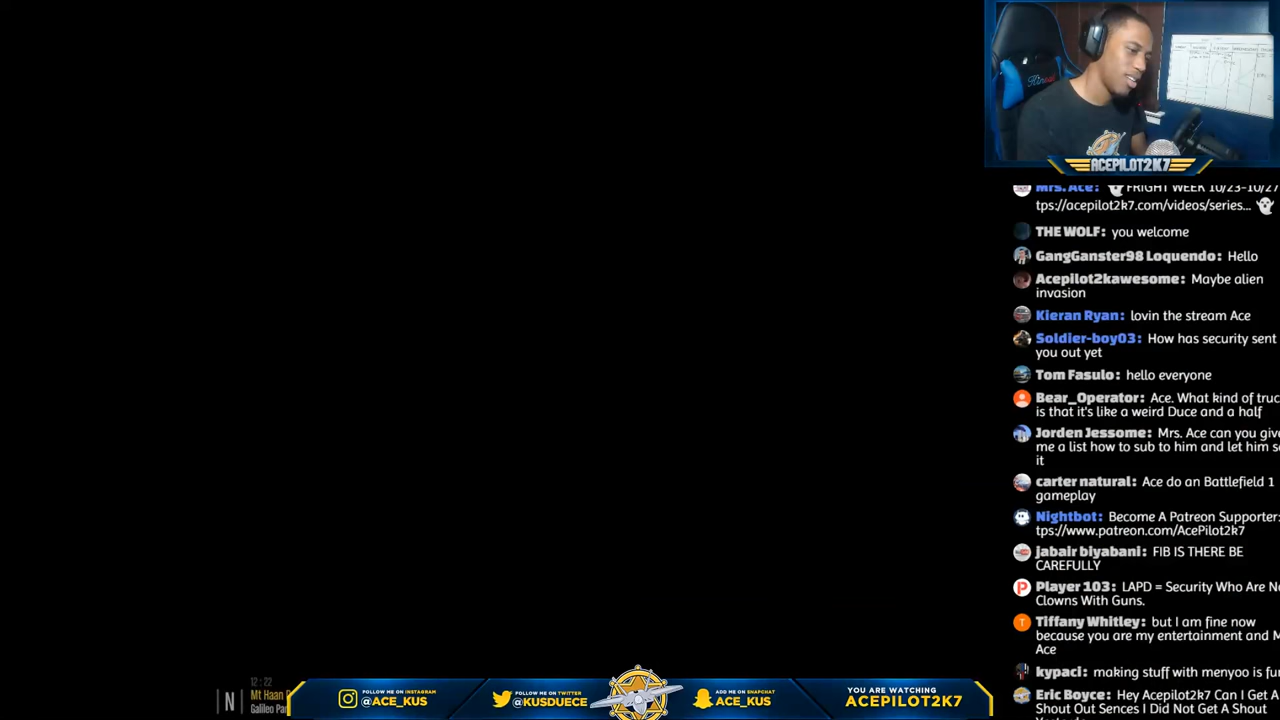 ACEPILOT2K7
Mrs. Ace: FRIGHT WEEK 10/23-10/27
tps://acepilot2k7.com/videos/series...
THE WOLF: you welcome
GangGanster98 Loquendo: Hello
Acepilot2kawesome: Maybe alien
invasion
Kieran Ryan: lovin the stream Ace
Soldier-boy03: How has security sent
you out yet
Tom Fasulo: hello everyone
Bear_Operator: Ace. What kind of truc
is that it's like a weird Duce and a half
Jorden Jessome: Mrs. Ace can you give
me a list how to sub to him and let him s
it
carter natural: Ace do an Battlefield 1
gameplay
Nightbot: Become A Patreon Supporter:
tps://www.patreon.com/AcePilot2k7
jabair biyabani: FIB IS THERE BE
CAREFULLY
Player 103: LAPD = Security Who Are No
Clowns With Guns.
Tiffany Whitley: but I am fine now
because you are my entertainment and M
Ace
kypaci: making stuff with menyoo is fu
Eric Boyce: Hey Acepilot2k7 Can I Get A
Shout Out Sences I Did Not Get A Shout
12:22
N Mt Haan
Galileo Pa
FOLLOW ME ON INSTAGRAM
@ACE_KUS
FOLLOW ME ON TWITTER
@KUSDUECE
ADD ME ON SNAPCHAT
@ACE_KUS
YOU ARE WATCHING
ACEPILOT2K7